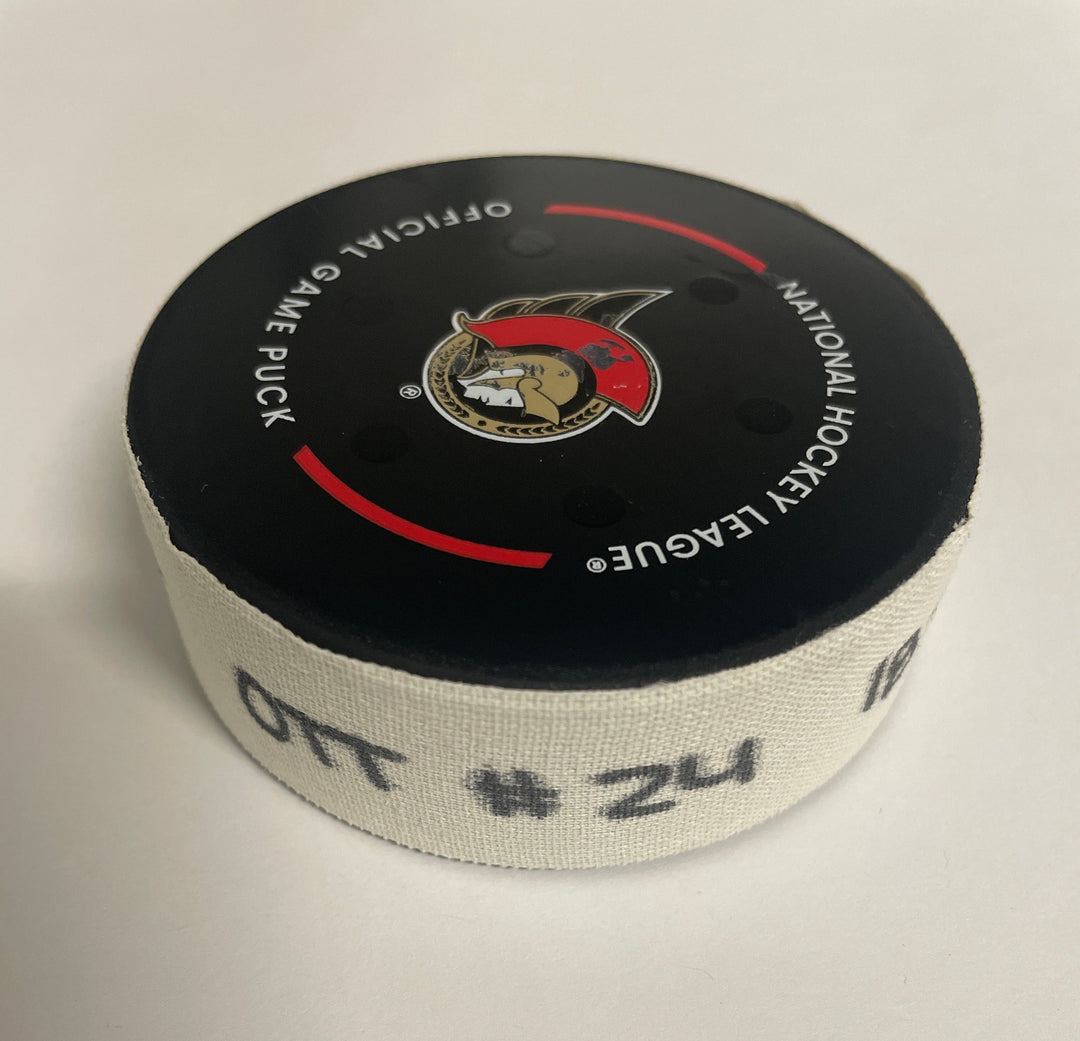 OFFICIAL GAME PUCK
NATIONAL HOCKEY LEAGUE®
®
OTT #24